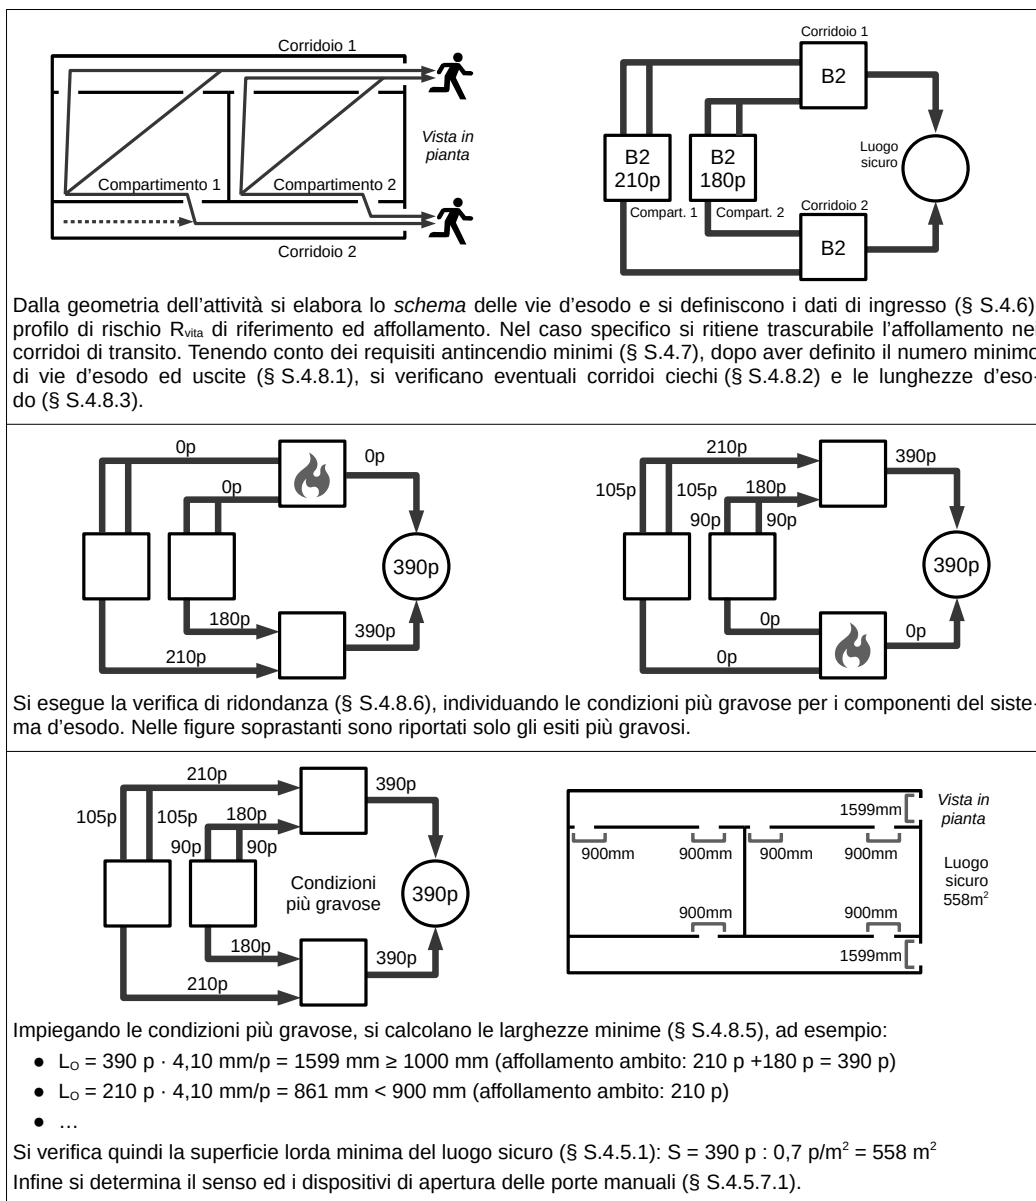 Corridoio 1
Vista in
pianta
Compartimento 1
Compartimento 2
Corridoio 2
Corridoio 1
B2
Luogo
sicuro
B2
210p
B2
180p
Compart. 1
Compart. 2
Corridoio 2
B2
Dalla geometria dell'attività si elabora lo schema delle vie d'esodo e si definiscono i dati di ingresso (§ S.4.6)
profilo di rischio Rvita di riferimento ed affollamento. Nel caso specifico si ritiene trascurabile l'affollamento ne
corridoi di transito. Tenendo conto dei requisiti antincendio minimi (§ S.4.7), dopo aver definito il numero minimo
di vie d'esodo ed uscite (§ S.4.8.1), si verificano eventuali corridoi ciechi (§ S.4.8.2) e le lunghezze d'eso-
do (§ S.4.8.3).
0p
0p
0p
390p
180p
390p
210p
210p
390p
105p
105p
180p
90p
90p
390p
0p
0p
0p
Si esegue la verifica di ridondanza (§ S.4.8.6), individuando le condizioni più gravose per i componenti del siste-
ma d'esodo. Nelle figure soprastanti sono riportati solo gli esiti più gravosi.
210p
390p
105p
105p
180p
90p
90p
Condizioni
più gravose
390p
180p
390p
210p
1599mm
Vista in
pianta
900mm
900mm
900mm
900mm
Luogo
sicuro
558m²
900mm
900mm
1599mm
Impiegando le condizioni più gravose, si calcolano le larghezze minime (§ S.4.8.5), ad esempio:
● LO = 390 p · 4,10 mm/p = 1599 mm ≥ 1000 mm (affollamento ambito: 210 p +180 p = 390 p)
● LO = 210 p · 4,10 mm/p = 861 mm < 900 mm (affollamento ambito: 210 p)
● …
Si verifica quindi la superficie lorda minima del luogo sicuro (§ S.4.5.1): S = 390 p : 0,7 p/m² = 558 m²
Infine si determina il senso ed i dispositivi di apertura delle porte manuali (§ S.4.5.7.1).